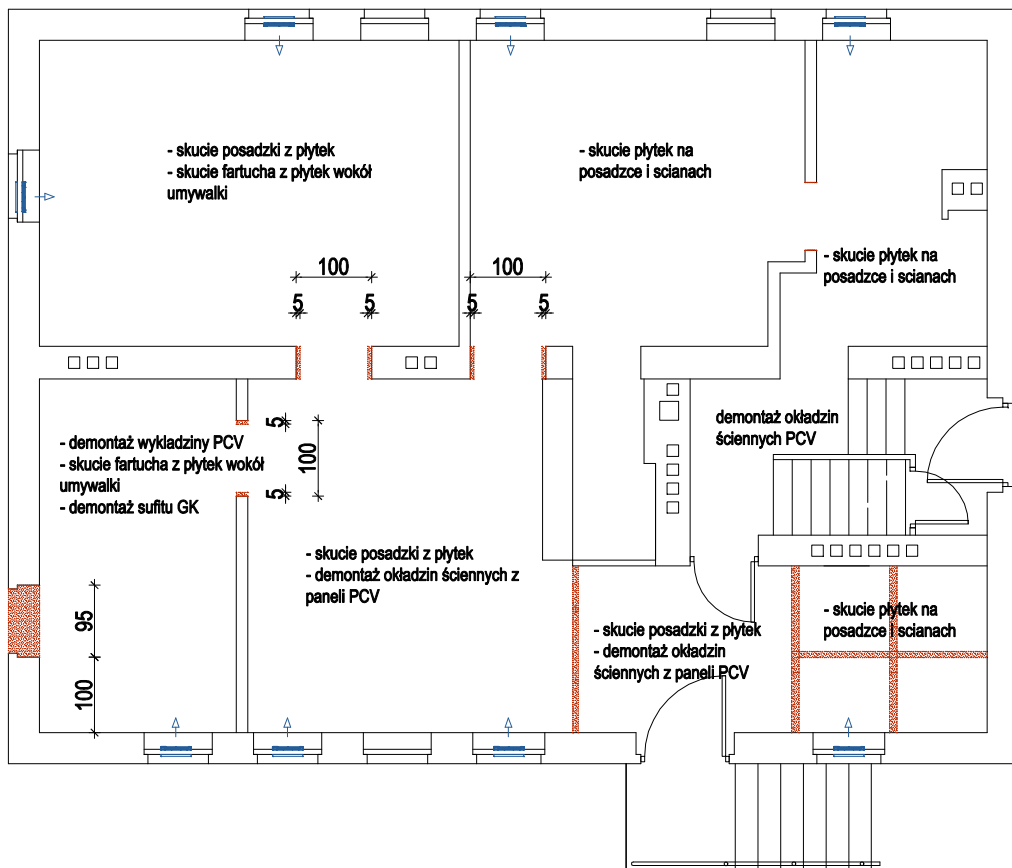 - skucie posadzki z płytek
- skucie fartucha z płytek wokół
umywalki
- skucie płytek na
posadzce i scianach
- skucie płytek na
posadzce i scianach
100
100
5
5
5
5
demontaż okładzin
ściennych PCV
- demontaż wykladziny PCV
- skucie fartucha z płytek wokół
umywalki
- demontaż sufitu GK
5
100
5
- skucie posadzki z płytek
- demontaż okładzin ściennych z
paneli PCV
95
100
- skucie posadzki z płytek
- demontaż okładzin
ściennych z paneli PCV
- skucie płytek na
posadzce i scianach